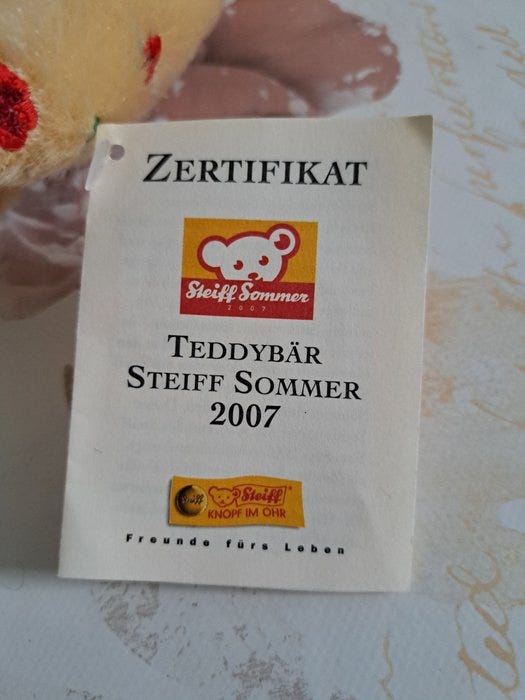 ZERTIFIKAT
Steiff Sommer
2007
TEDDYBÄR
STEIFF SOMMER
2007
Steiff
Steiff
KNOPF IM OHR
Freunde fürs Leben